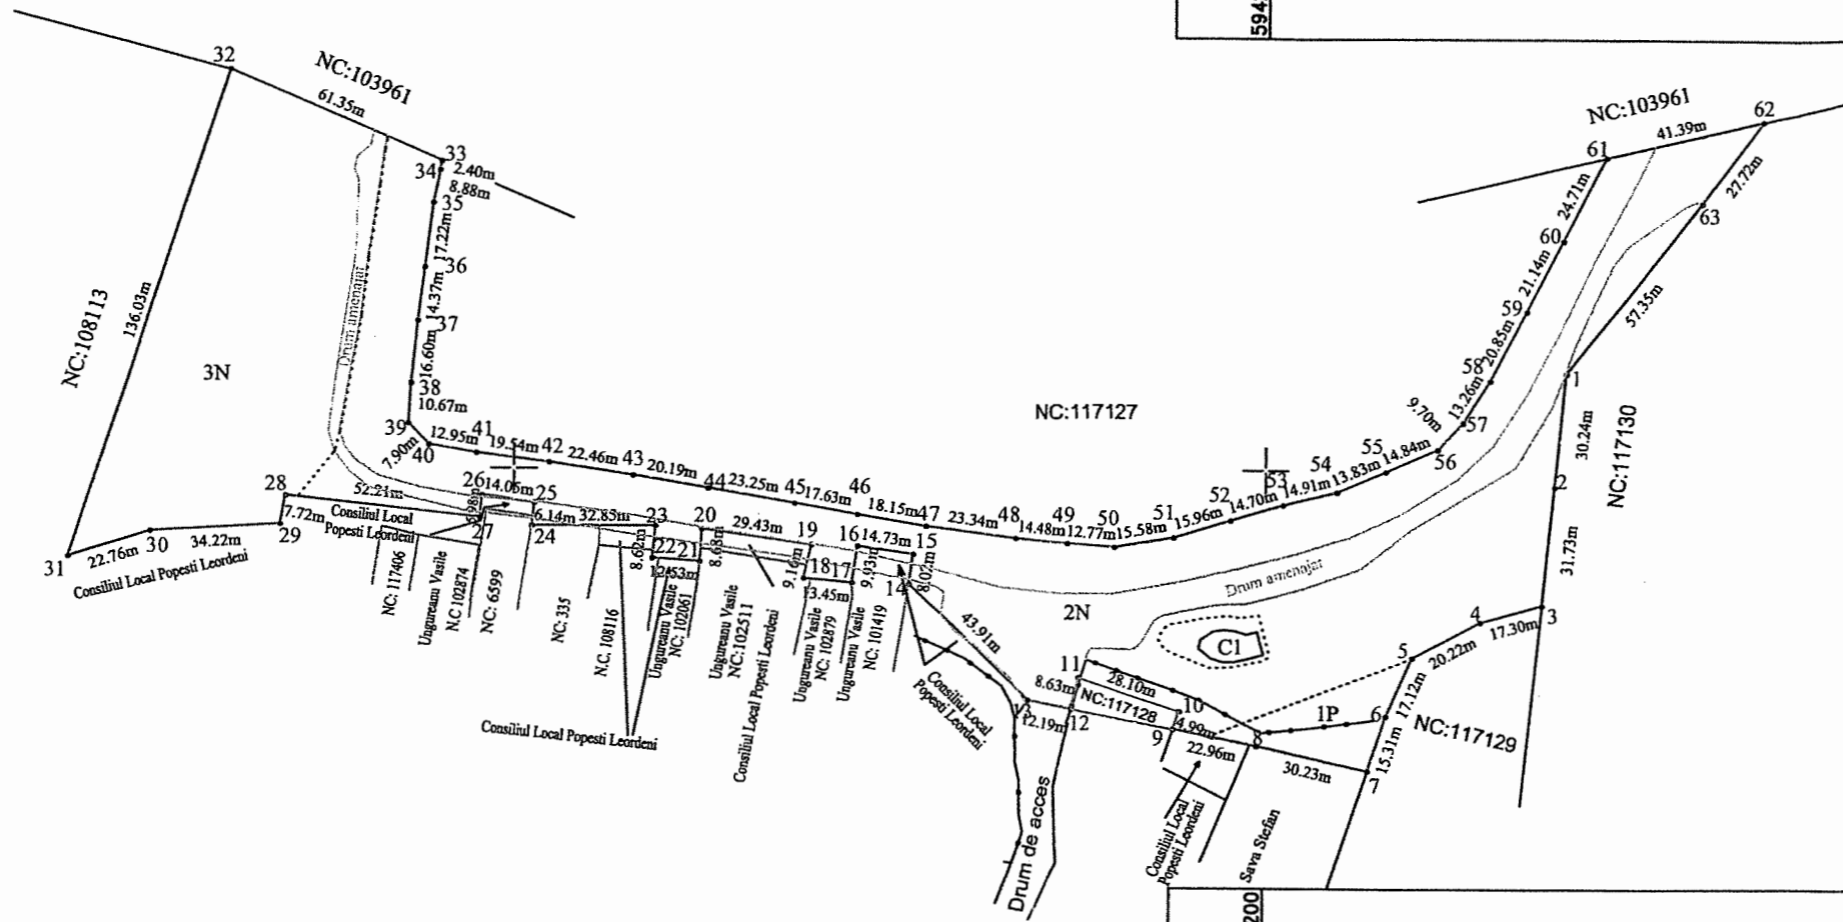 594
32
NC:103961
61.35m
33
34
2.40m
8.88m
35
17.22m
36
14.37m
37
16.60m
38
10.67m
39
7.90m
40
NC:108113
136.03m
3N
Drum amenajat
12.95m
41
19.54m
42
22.46m
43
20.19m
44
23.25m
45
17.63m
46
18.15m
47
23.34m
48
14.48m
49
12.77m
50
15.58m
51
15.96m
52
14.70m
53
14.91m
54
13.83m
55
14.84m
56
9.70m
57
13.26m
58
20.85m
59
21.14m
60
24.71m
61
NC:103961
41.39m
62
27.72m
63
57.35m
1
30.24m
NC:117130
2
31.73m
3
17.30m
4
20.22m
5
17.12m
6
15.31m
7
NC:117129
1P
30.23m
8
22.96m
9
4.99m
10
28.10m
11
8.63m
NC:117128
12
12.19m
13
43.91m
14
8.02m
15
14.73m
16
9.93m
17
13.45m
18
9.16m
19
29.43m
20
8.68m
21
12.53m
22
8.62m
23
32.85m
6.14m
24
25
14.05m
26
27
52.21m
28
7.72m
29
34.22m
30
22.76m
31
Consiliul Local Popesti Leordeni
Consiliul Local
Popesti Leordeni
NC: 117406
Ungureanu Vasile
N.C. 102874
NC: 6599
NC: 335
N.C. 108116
Ungureanu Vasile
NC: 102061
Ungureanu Vasile
NC:102511
Consiliul Local Popesti Leordeni
Ungureanu Vasile
NC: 102879
Ungureanu Vasile
NC: 101419
Consiliul Local Popesti Leordeni
Consiliul Local
Popesti Leordeni
NC:117127
2N
Drum amenajat
C1
Drum de acces
Consiliul Local
Popesti Leordeni
Sava Stefan
200